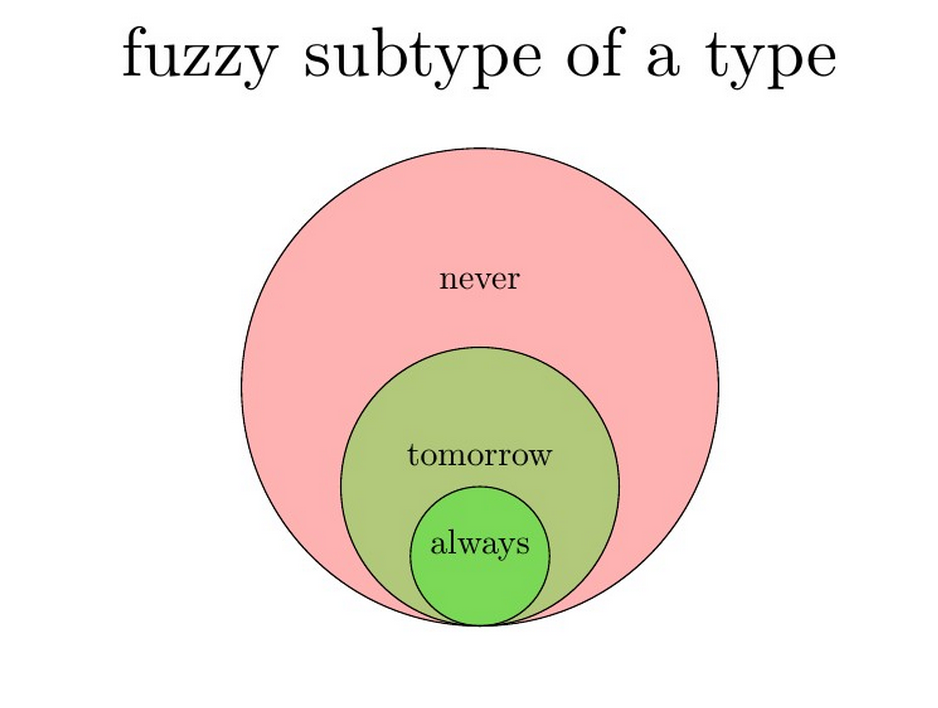 fuzzy subtype of a type
never
tomorrow
always